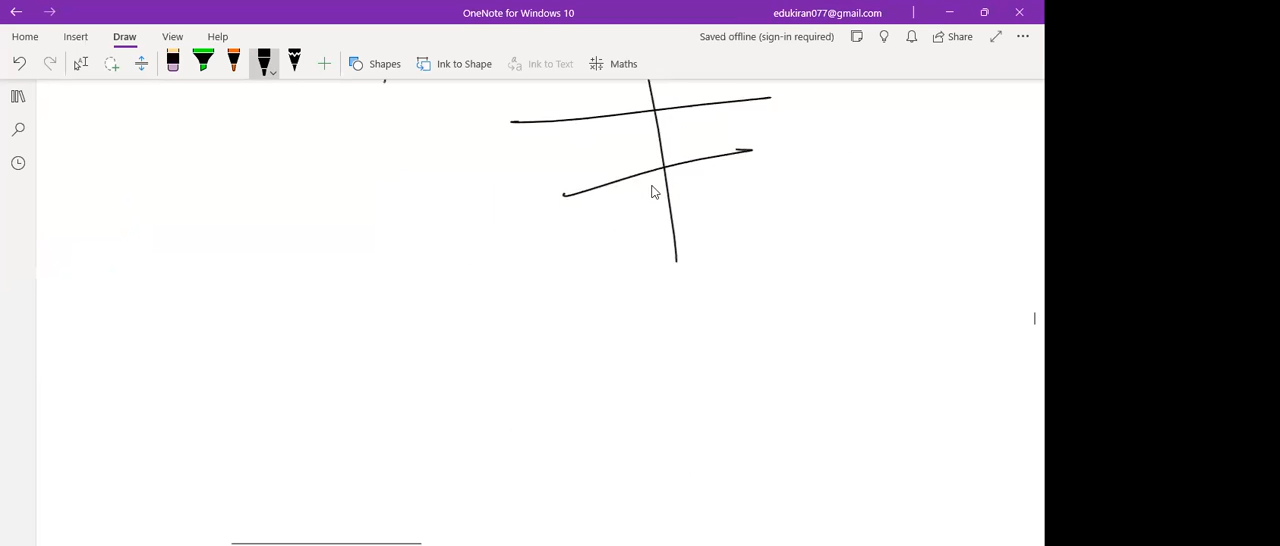 OneNote for Windows 10
edukiran077@gmail.com
Home Insert Draw View Help
Saved offline (sign-in required)
Share
Shapes
Ink to Shape
Ink to Text
Maths